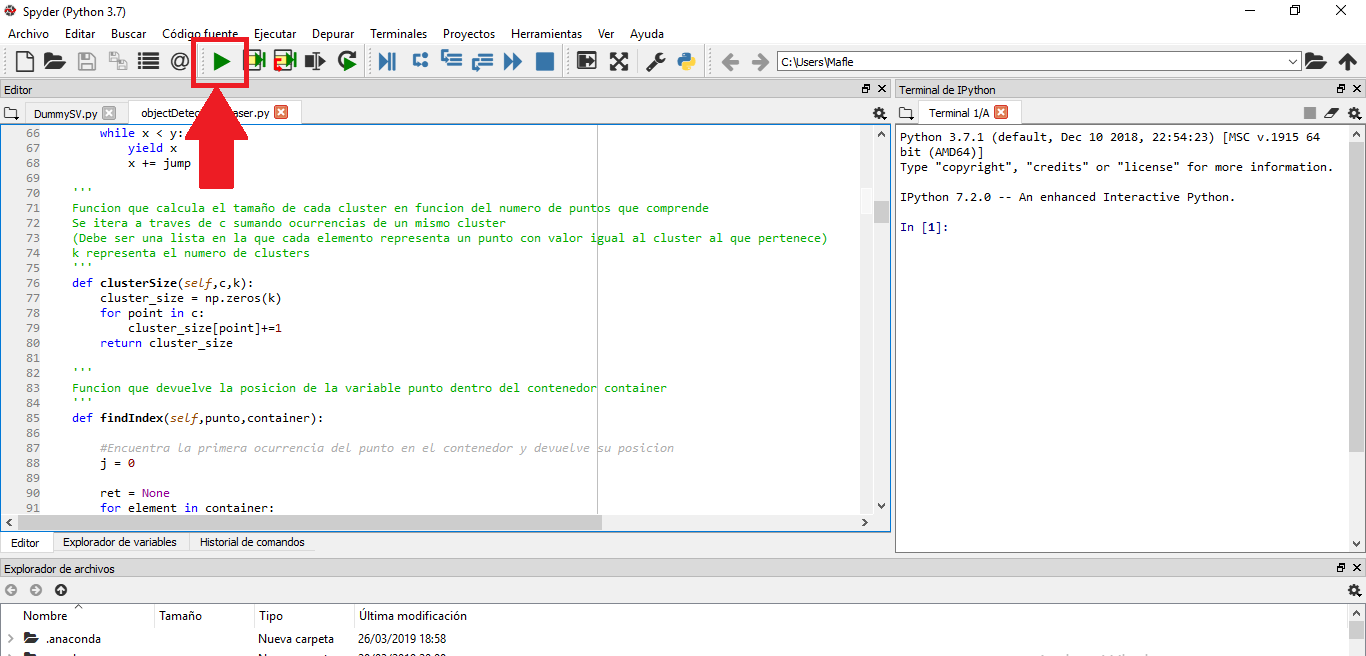 Spyder (Python 3.7)
Archivo Editar Buscar Código fuente Ejecutar Depurar Terminales Proyectos Herramientas Ver Ayuda
C:\Users\Mafle
Editor
DummySV.py
objectDetec aser.py
66 while x < y:
67 yield x
68 x += jump
69
70 '''
71 Funcion que calcula el tamaño de cada cluster en funcion del numero de puntos que comprende
72 Se itera a traves de c sumando ocurrencias de un mismo cluster
73 (Debe ser una lista en la que cada elemento representa un punto con valor igual al cluster al que pertenece)
74 k representa el numero de clusters
75 '''
76 def clusterSize(self,c,k):
77 cluster_size = np.zeros(k)
78 for point in c:
79 cluster_size[point]+=1
80 return cluster_size
81
82 '''
83 Funcion que devuelve la posicion de la variable punto dentro del contenedor container
84 '''
85 def findIndex(self,punto,container):
86
87 #Encuentra la primera ocurrencia del punto en el contenedor y devuelve su posicion
88 j = 0
89
90 ret = None
91 for element in container:
Editor Explorador de variables Historial de comandos
Terminal de IPython
Terminal 1/A
Python 3.7.1 (default, Dec 10 2018, 22:54:23) [MSC v.1915 64
bit (AMD64)]
Type "copyright", "credits" or "license" for more information.
IPython 7.2.0 -- An enhanced Interactive Python.
In [1]:
Explorador de archivos
Nombre Tamaño Tipo Última modificación
.anaconda Nueva carpeta 26/03/2019 18:58